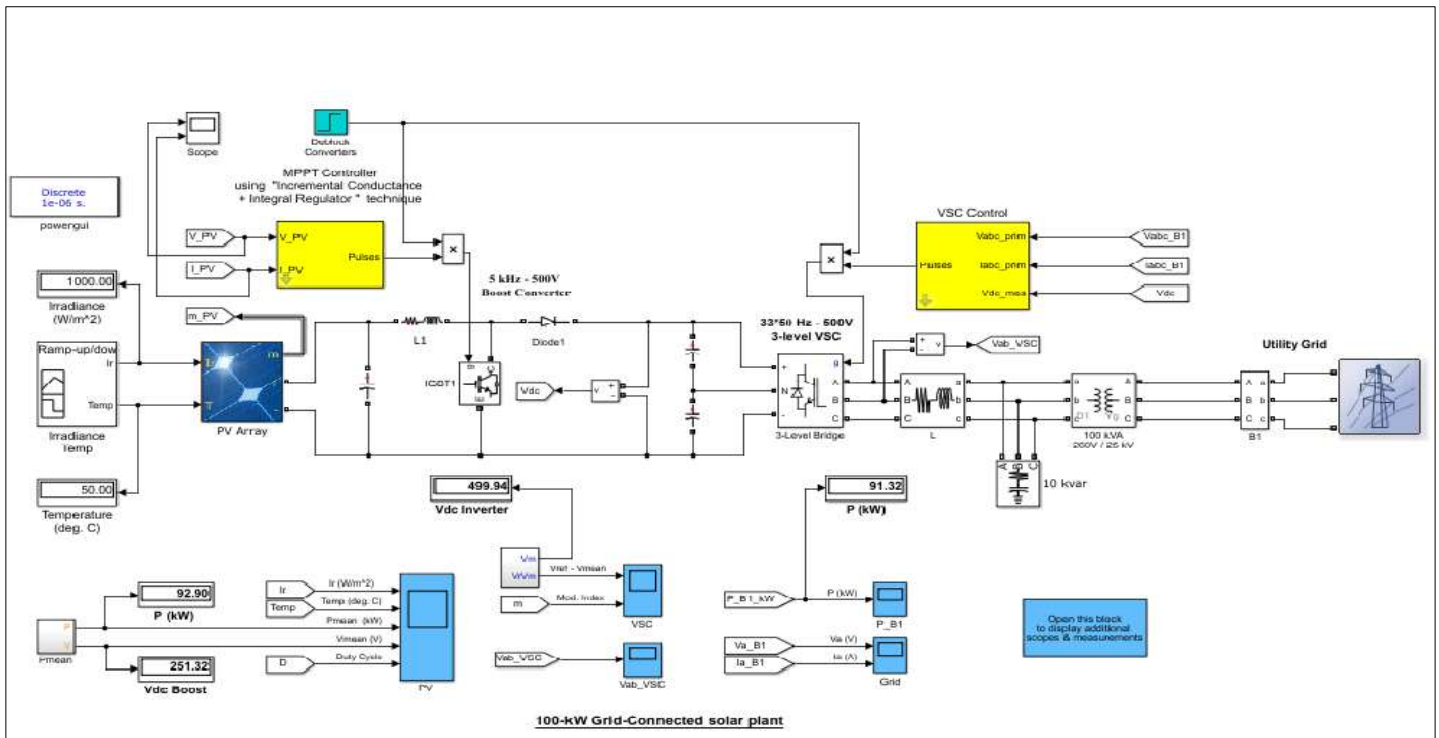 Scope
Deblock
Converters
MPPT Controller
using "Incremental Conductance
+ Integral Regulator" technique
Discrete
1e-06 s.
powergui
V_PV
I_PV
V_PV
I_PV
Pulses
×
5 kHz - 500V
Boost Converter
VSC Control
Vabc_prim
Iabc_prim
Vdc_mea
Pulses
×
Vabc_B1
Iabc_B1
Vdc
1000.00
Irradiance
(W/m^2)
m_PV
Ramp-up/dow
Ir
Temp
Irradiance
Temp
50.00
Temperature
(deg. C)
m
PV Array
L1
Diode1
IGBT1
Vdc
v
+
-
33*50 Hz - 500V
3-level VSC
g
+
N
-
A
B
C
3-Level Bridge
+
-
v
Vab_VSC
A
B
C
a
b
c
L
A B C
10 kvar
a
b
c
D1
Yg
A
B
C
100 kVA
260V / 25 kV
A
B
C
a
b
c
B1
Utility Grid
499.94
Vdc Inverter
91.32
P (kW)
92.90
P (kW)
P
V
Pmean
251.32
Vdc Boost
Ir
Ir (W/m^2)
Temp
Temp (deg. C)
Pmean (kW)
Vmean (V)
D
Duty Cycle
PV
Vm
Vr/Vm
Vref - Vmean
m
Mod. Index
VSC
Vab_VSC
Vab_VSC
P_B1_kW
P (kW)
P_B1
Va_B1
Va (V)
Ia_B1
Ia (A)
Grid
Open this block
to display additional
scopes & measurements
100-kW Grid-Connected solar plant